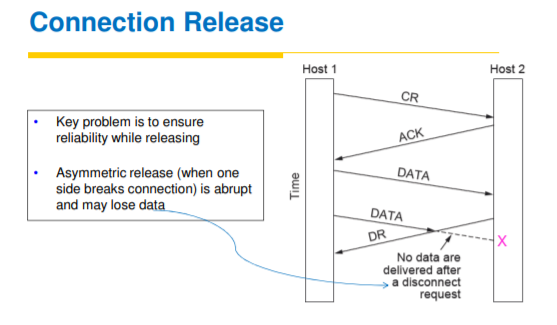 Connection Release
• Key problem is to ensure
reliability while releasing
• Asymmetric release (when one
side breaks connection) is abrupt
and may lose data
Host 1
Host 2
Time
CR
ACK
DATA
DATA
DR
X
No data are
delivered after
a disconnect
request